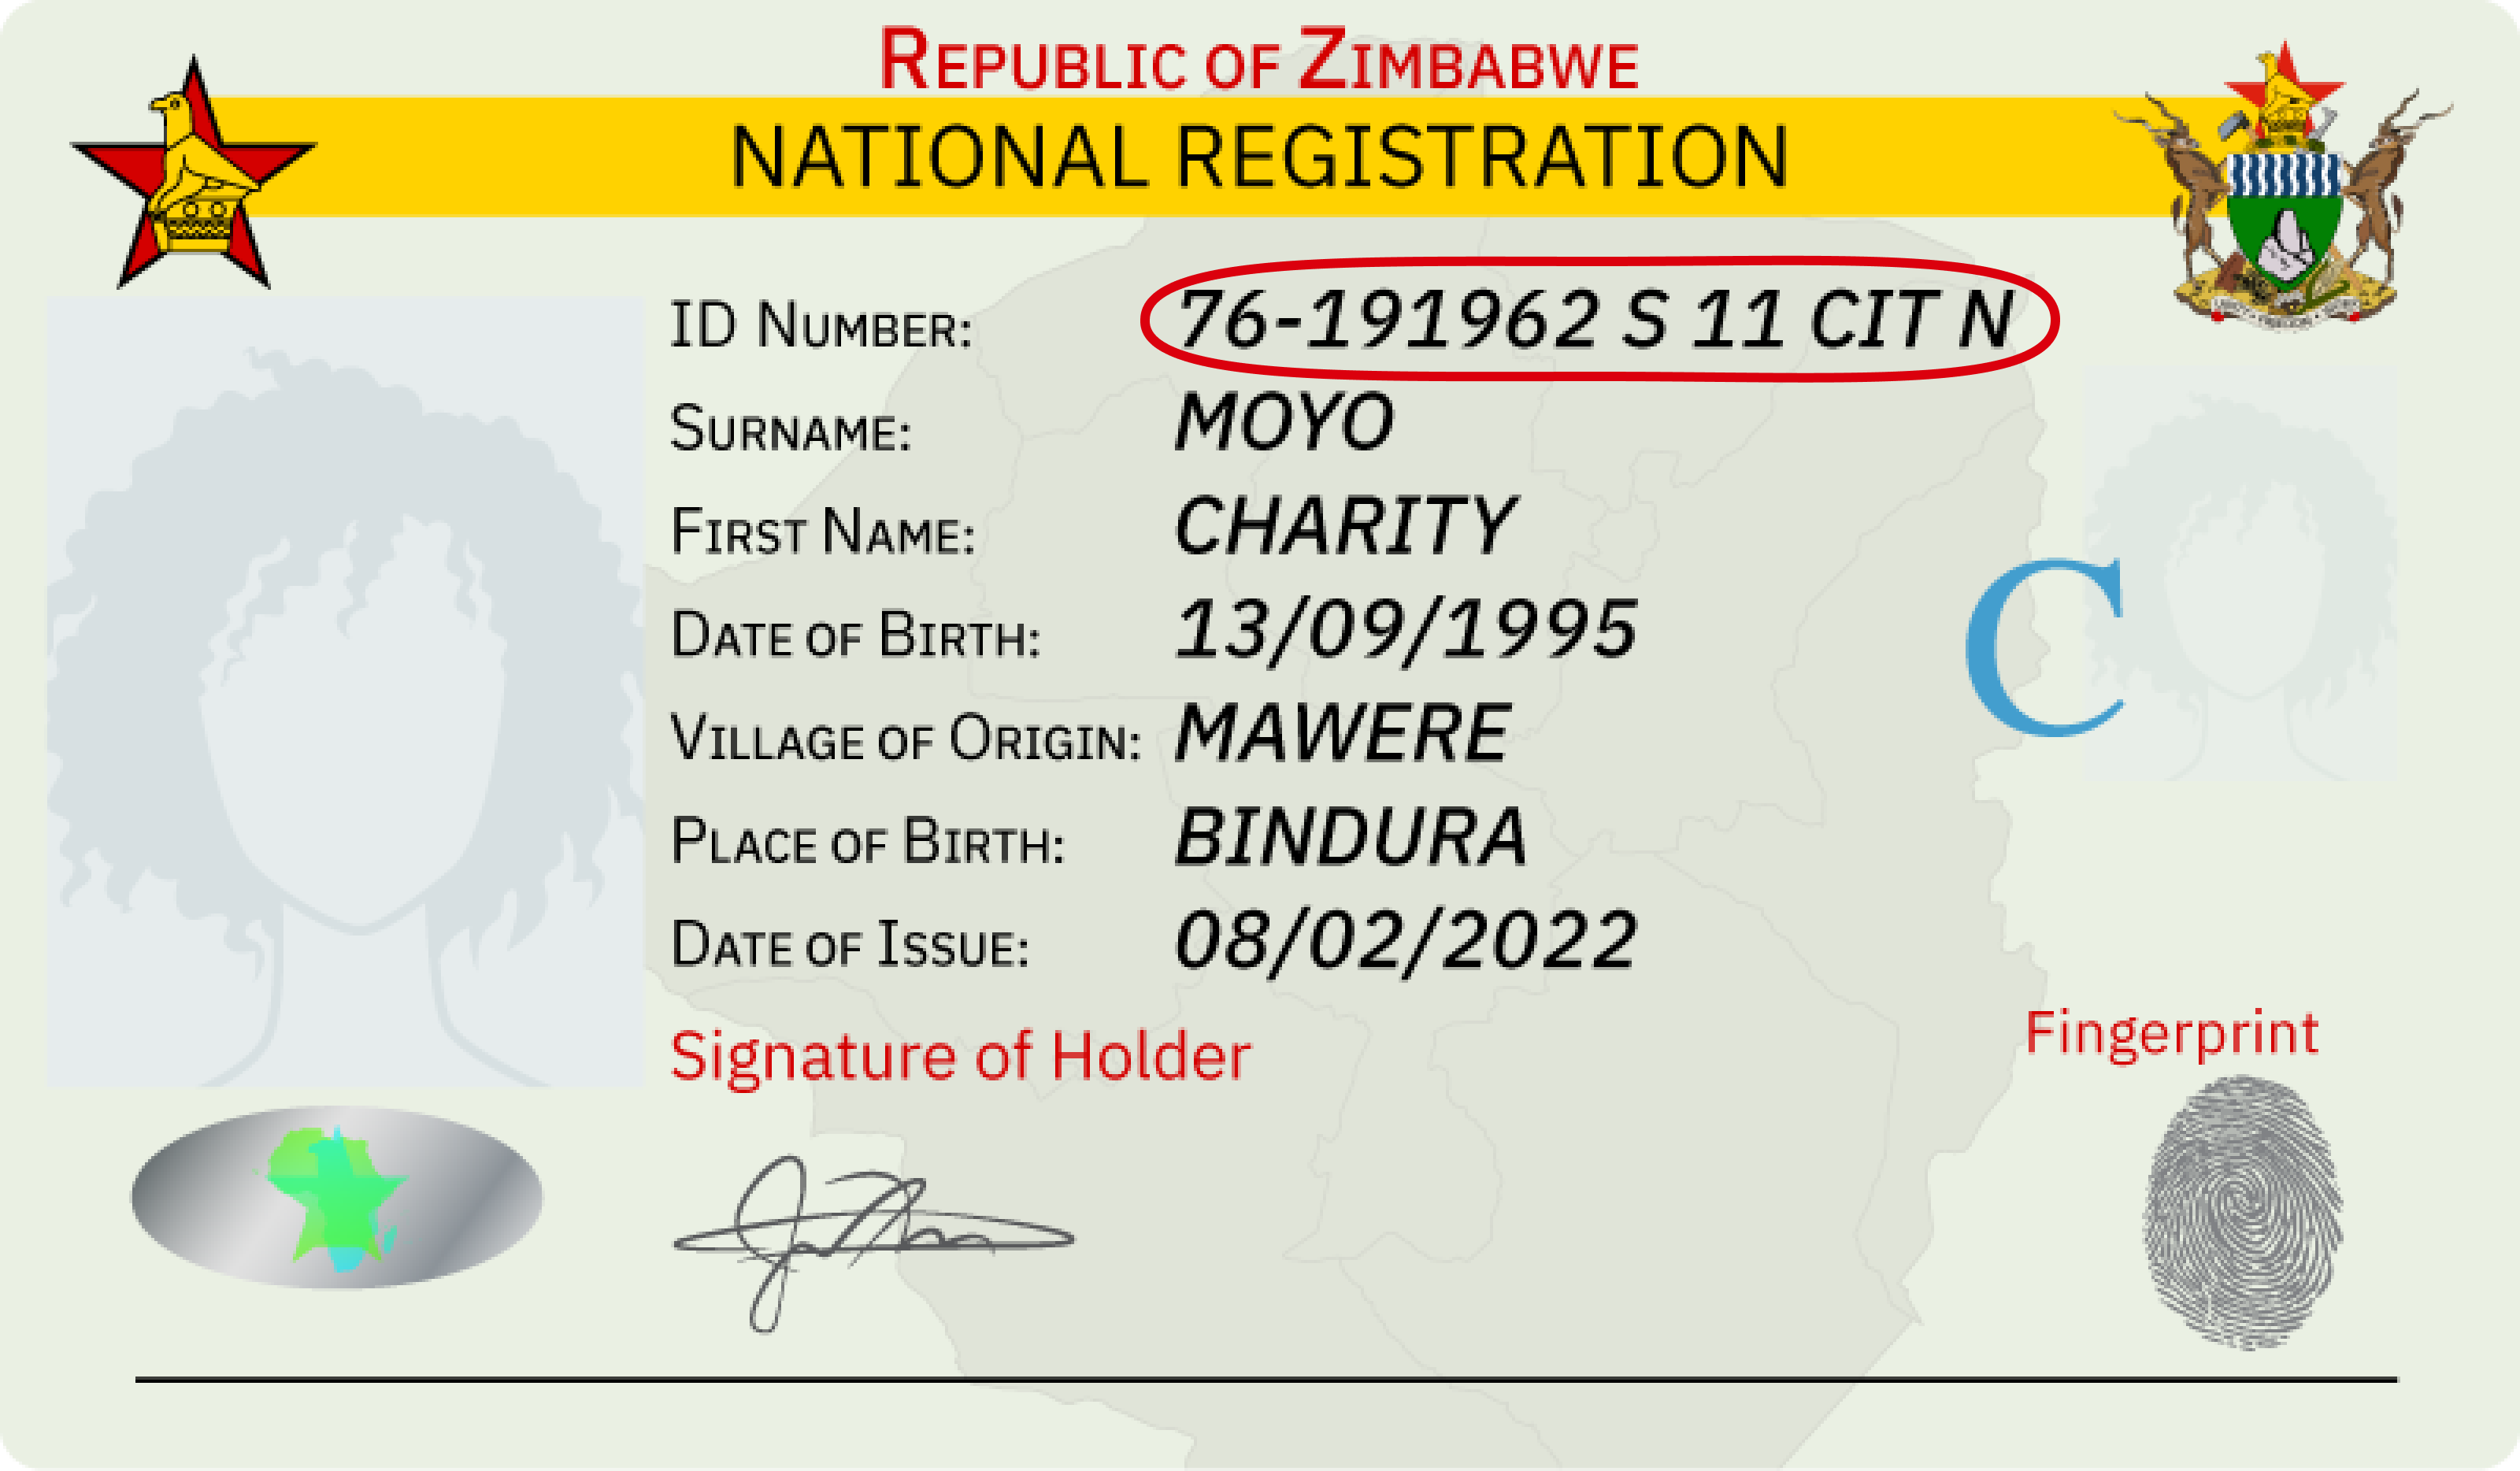 REPUBLIC OF ZIMBABWE
NATIONAL REGISTRATION
ID NUMBER: 76-191962 S 11 CIT N
SURNAME: MOYO
FIRST NAME: CHARITY
DATE OF BIRTH: 13/09/1995
VILLAGE OF ORIGIN: MAWERE
PLACE OF BIRTH: BINDURA
DATE OF ISSUE: 08/02/2022
C
Signature of Holder
Fingerprint